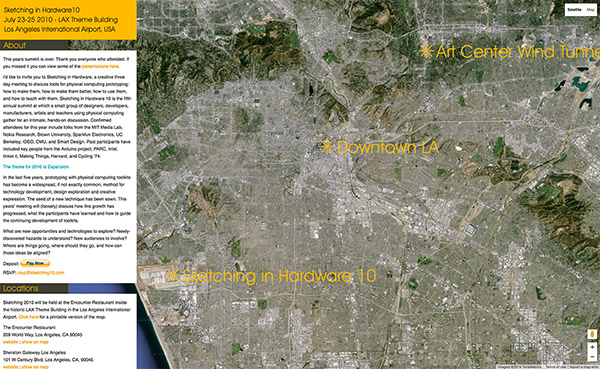 Sketching in Hardware10
July 23-25 2010 - LAX Theme Building
Los Angeles International Airport, USA
About
This years summit is over. Thank you everyone who attended. If
you missed it you can view some of the presentations here.
I'd like to invite you to Sketching in Hardware, a creative three
day meeting to discuss tools for physical computing prototyping:
how to make them, how to make them better, how to use them,
and how to teach with them. Sketching in Hardware 10 is the fifth
annual summit at which a small group of designers, developers,
manufacturers, artists and teachers using physical computing
gather for an intimate, hands-on discussion. Confirmed
attendees for this year include folks from the MIT Media Lab,
Nokia Research, Brown University, Sparkfun Electronics, UC
Berkeley, IDEO, CMU, and Smart Design. Past participants have
included key people from the Arduino project, PARC, Intel,
tinker.it, Making Things, Harvard, and Cycling '74.
The theme for 2010 is Expansion.
In the last five years, prototyping with physical computing toolkits
has become a widespread, if not exactly common, method for
technology development, design exploration and creative
expression. The seed of a new technique has been sown. This
years' meeting will (loosely) discuss how this growth has
progressed, what the participants have learned and how to guide
the continuing development of toolkits.
What are new opportunities and technologies to explore? Newly-
discovered hazards to understand? New audiences to involve?
Where are things going, where should they go, and how can
those ideas be aligned?
Deposit: Pay Now
RSVP: rsvp@sketching10.com
Locations
Sketching 2010 will be held at the Encounter Restaurant inside
the historic LAX Theme Building in the Los Angeles International
Airport. Click here for a printable version of the map.
The Encounter Restaurant
209 World Way, Los Angeles, CA 90045
website | show on map
Sheraton Gateway Los Angeles
101 W Century Blvd. Los Angeles, CA, 90045
website | show on map
Satellite Map
Art Center Wind Tunne
Downtown LA
Sketching in Hardware 10
+
−
Imagery ©2016 TerraMetrics Terms of Use Report a map error